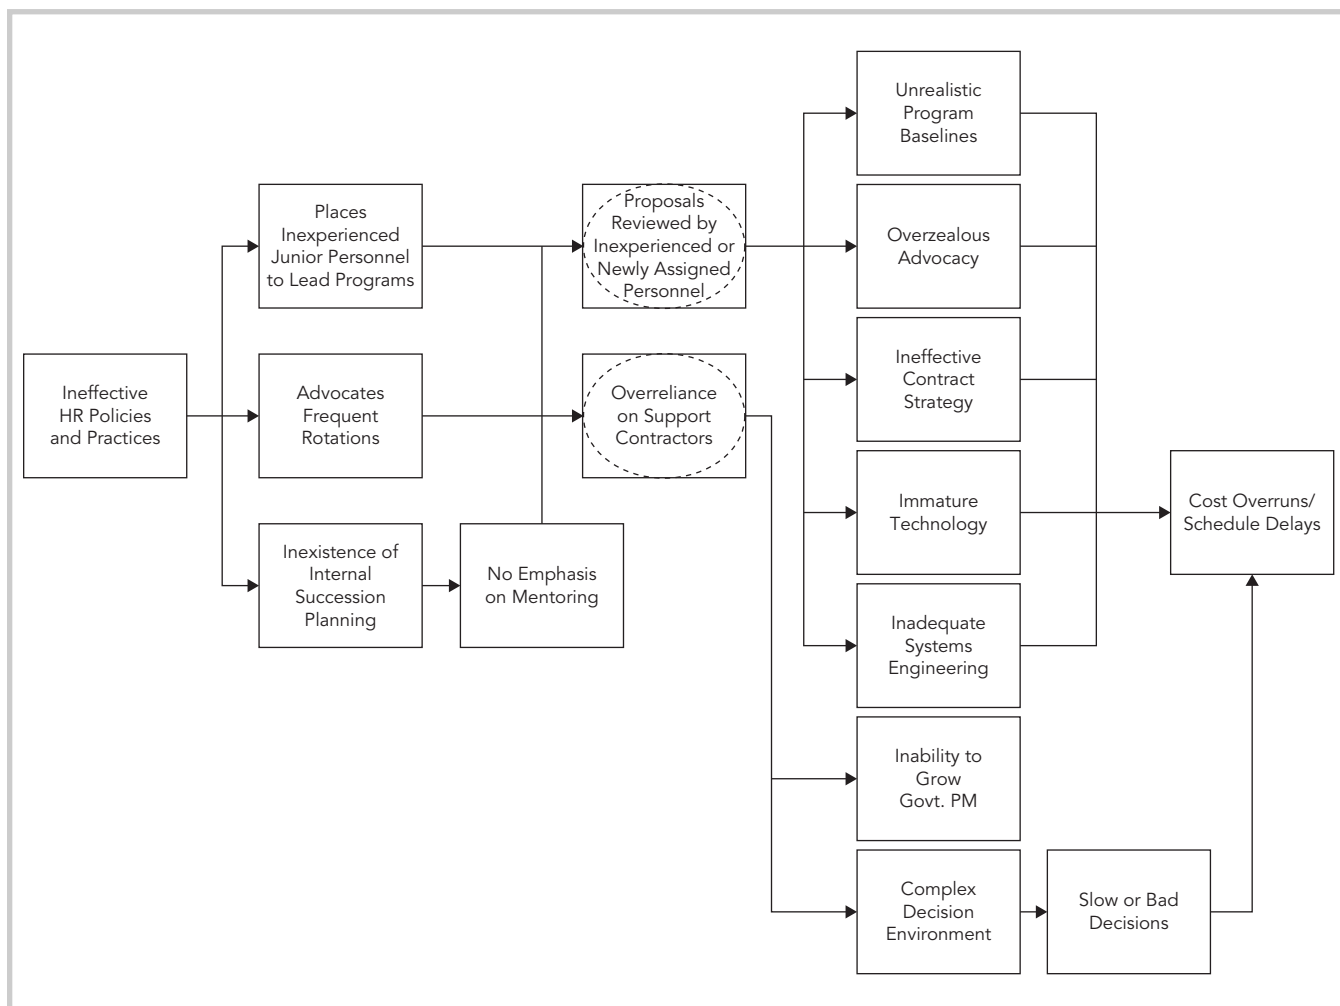 Ineffective
HR Policies
and Practices
Places
Inexperienced
Junior Personnel
to Lead Programs
Advocates
Frequent
Rotations
Inexistence of
Internal
Succession
Planning
No Emphasis
on Mentoring
Proposals
Reviewed by
Inexperienced or
Newly Assigned
Personnel
Overreliance
on Support
Contractors
Unrealistic
Program
Baselines
Overzealous
Advocacy
Ineffective
Contract
Strategy
Immature
Technology
Inadequate
Systems
Engineering
Inability to
Grow
Govt. PM
Complex
Decision
Environment
Slow or Bad
Decisions
Cost Overruns/
Schedule Delays